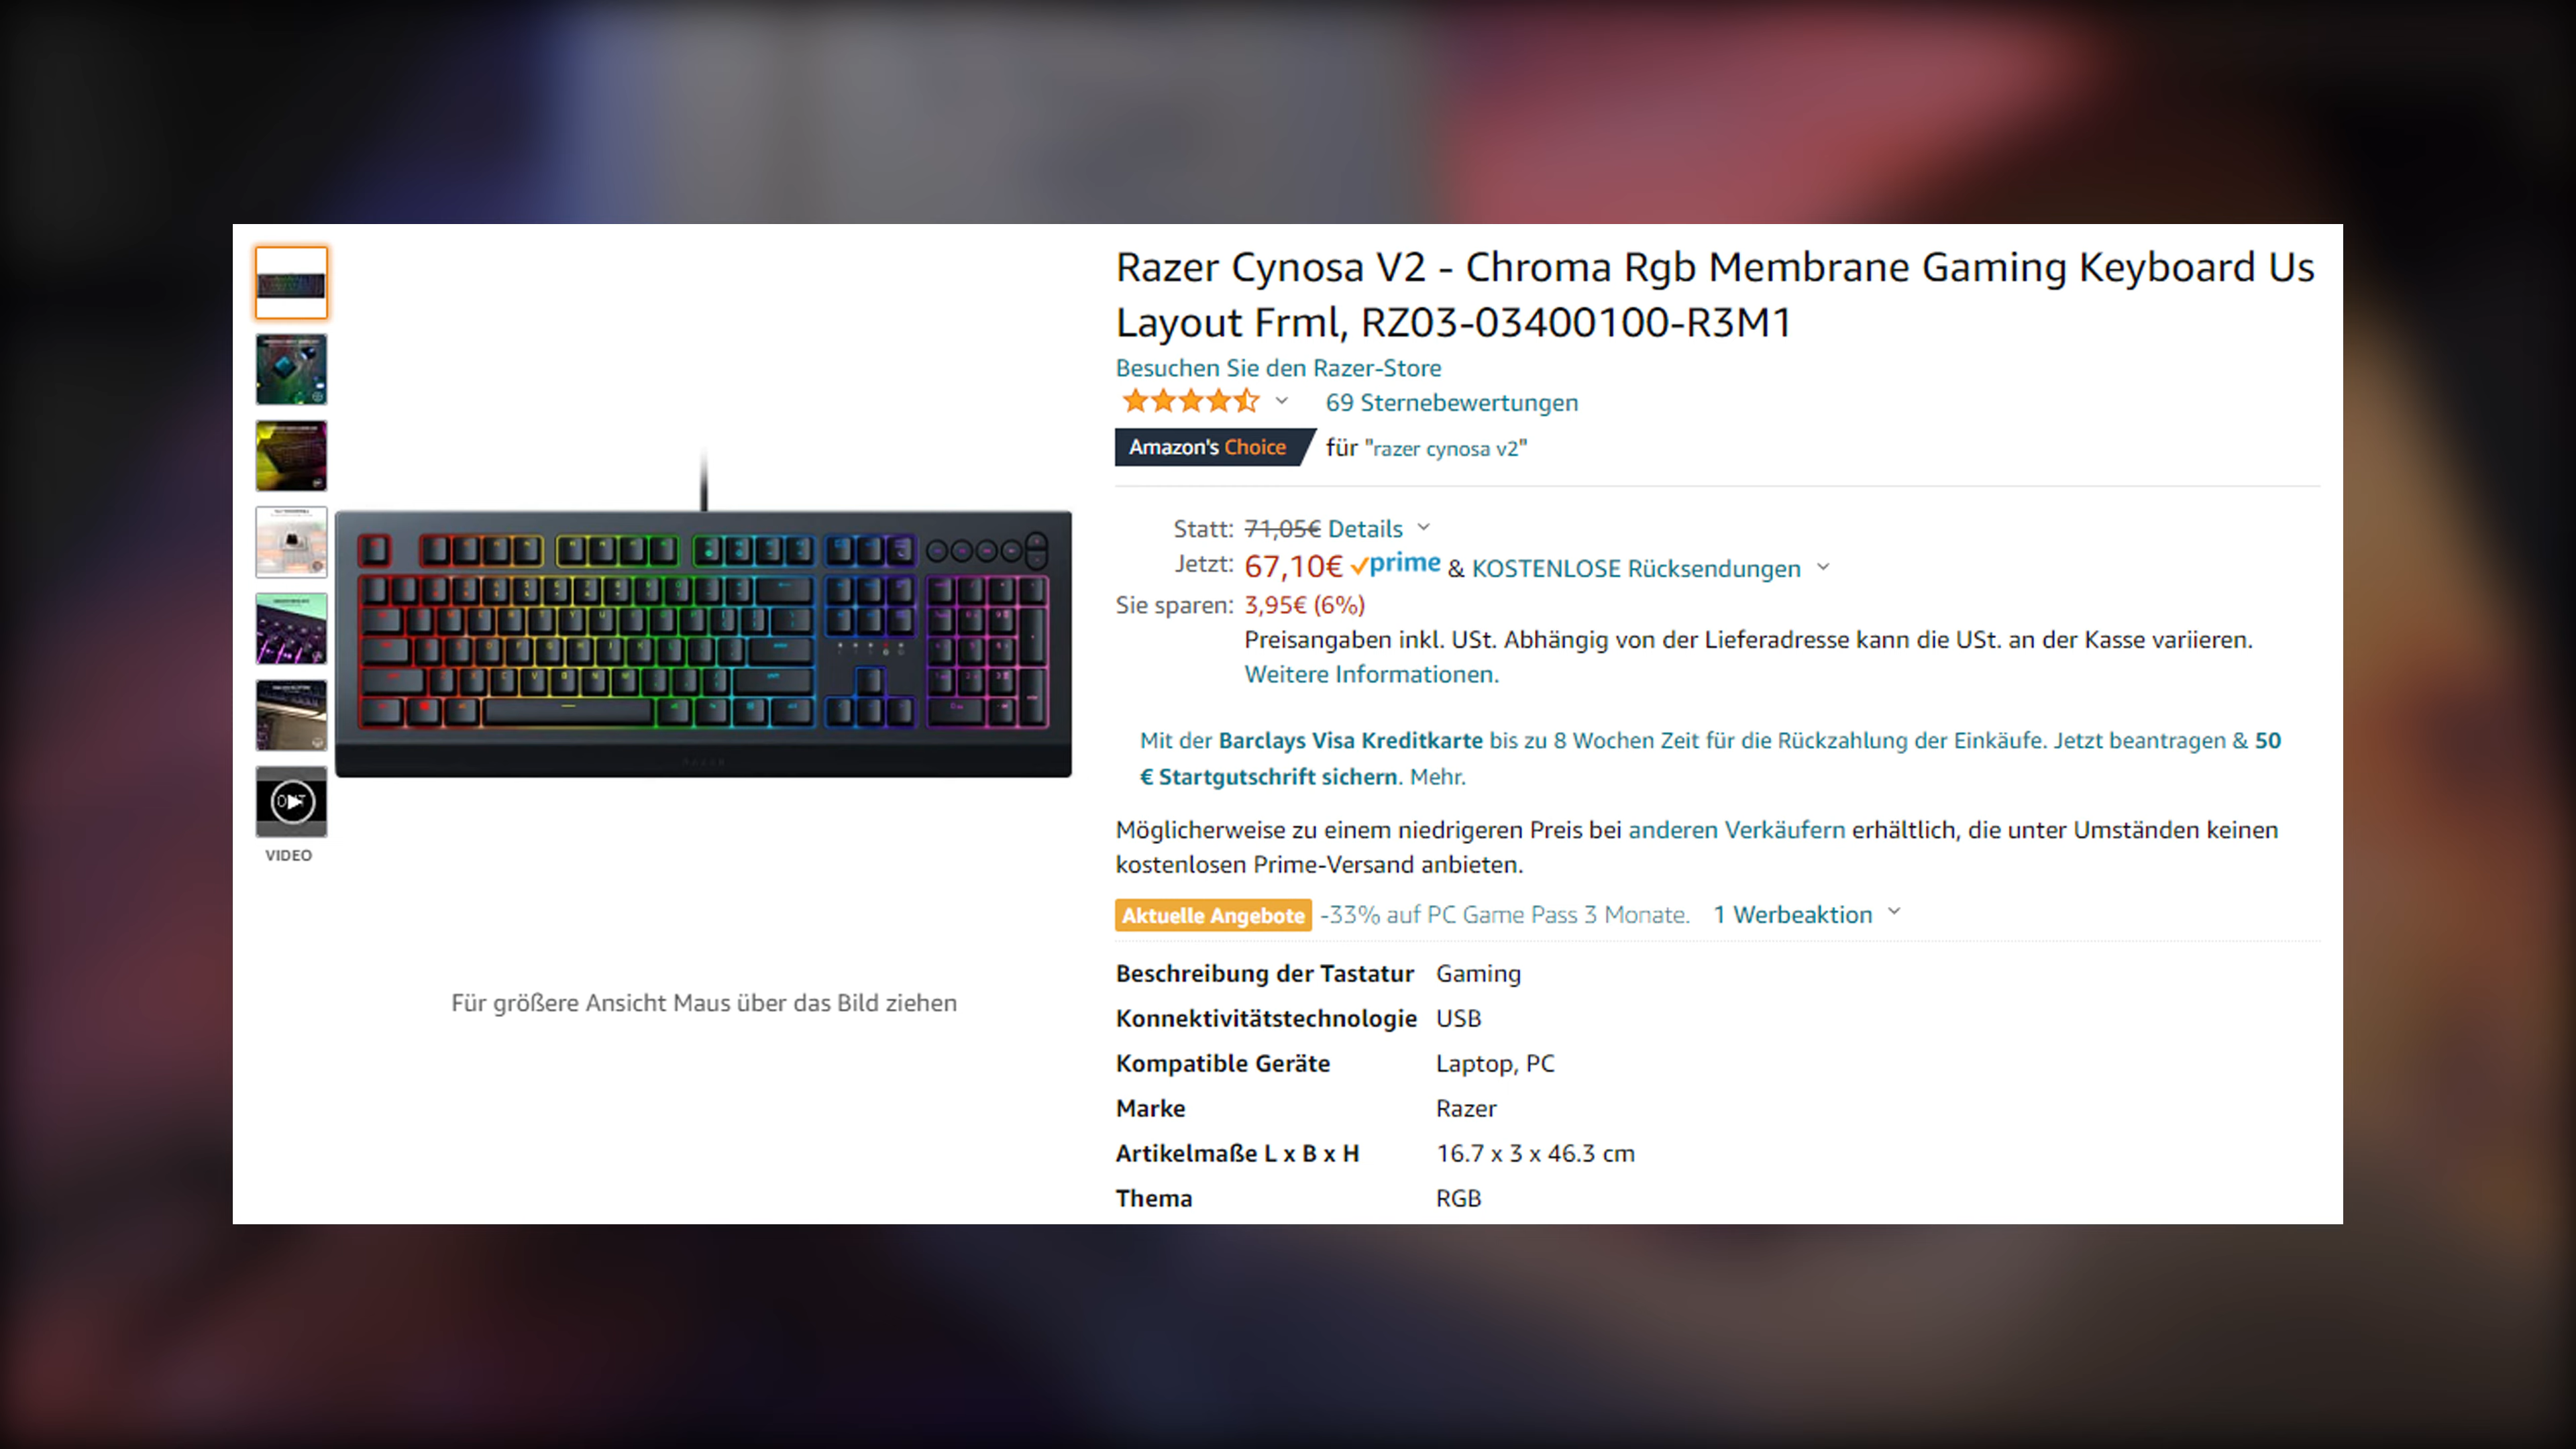 Razer Cynosa V2 - Chroma Rgb Membrane Gaming Keyboard Us
Layout Frml, RZ03-03400100-R3M1
Besuchen Sie den Razer-Store
69 Sternebewertungen
Amazon's Choice für "razer cynosa v2"
Statt: 71,05€ Details
Jetzt: 67,10€ prime & KOSTENLOSE Rücksendungen
Sie sparen: 3,95€ (6%)
Preisangaben inkl. USt. Abhängig von der Lieferadresse kann die USt. an der Kasse variieren.
Weitere Informationen.
Mit der Barclays Visa Kreditkarte bis zu 8 Wochen Zeit für die Rückzahlung der Einkäufe. Jetzt beantragen & 50
€ Startgutschrift sichern. Mehr.
Möglicherweise zu einem niedrigeren Preis bei anderen Verkäufern erhältlich, die unter Umständen keinen
kostenlosen Prime-Versand anbieten.
Aktuelle Angebote -33% auf PC Game Pass 3 Monate. 1 Werbeaktion
Beschreibung der Tastatur Gaming
Konnektivitätstechnologie USB
Kompatible Geräte Laptop, PC
Marke Razer
Artikelmaße L x B x H 16.7 x 3 x 46.3 cm
Thema RGB
VIDEO
Für größere Ansicht Maus über das Bild ziehen